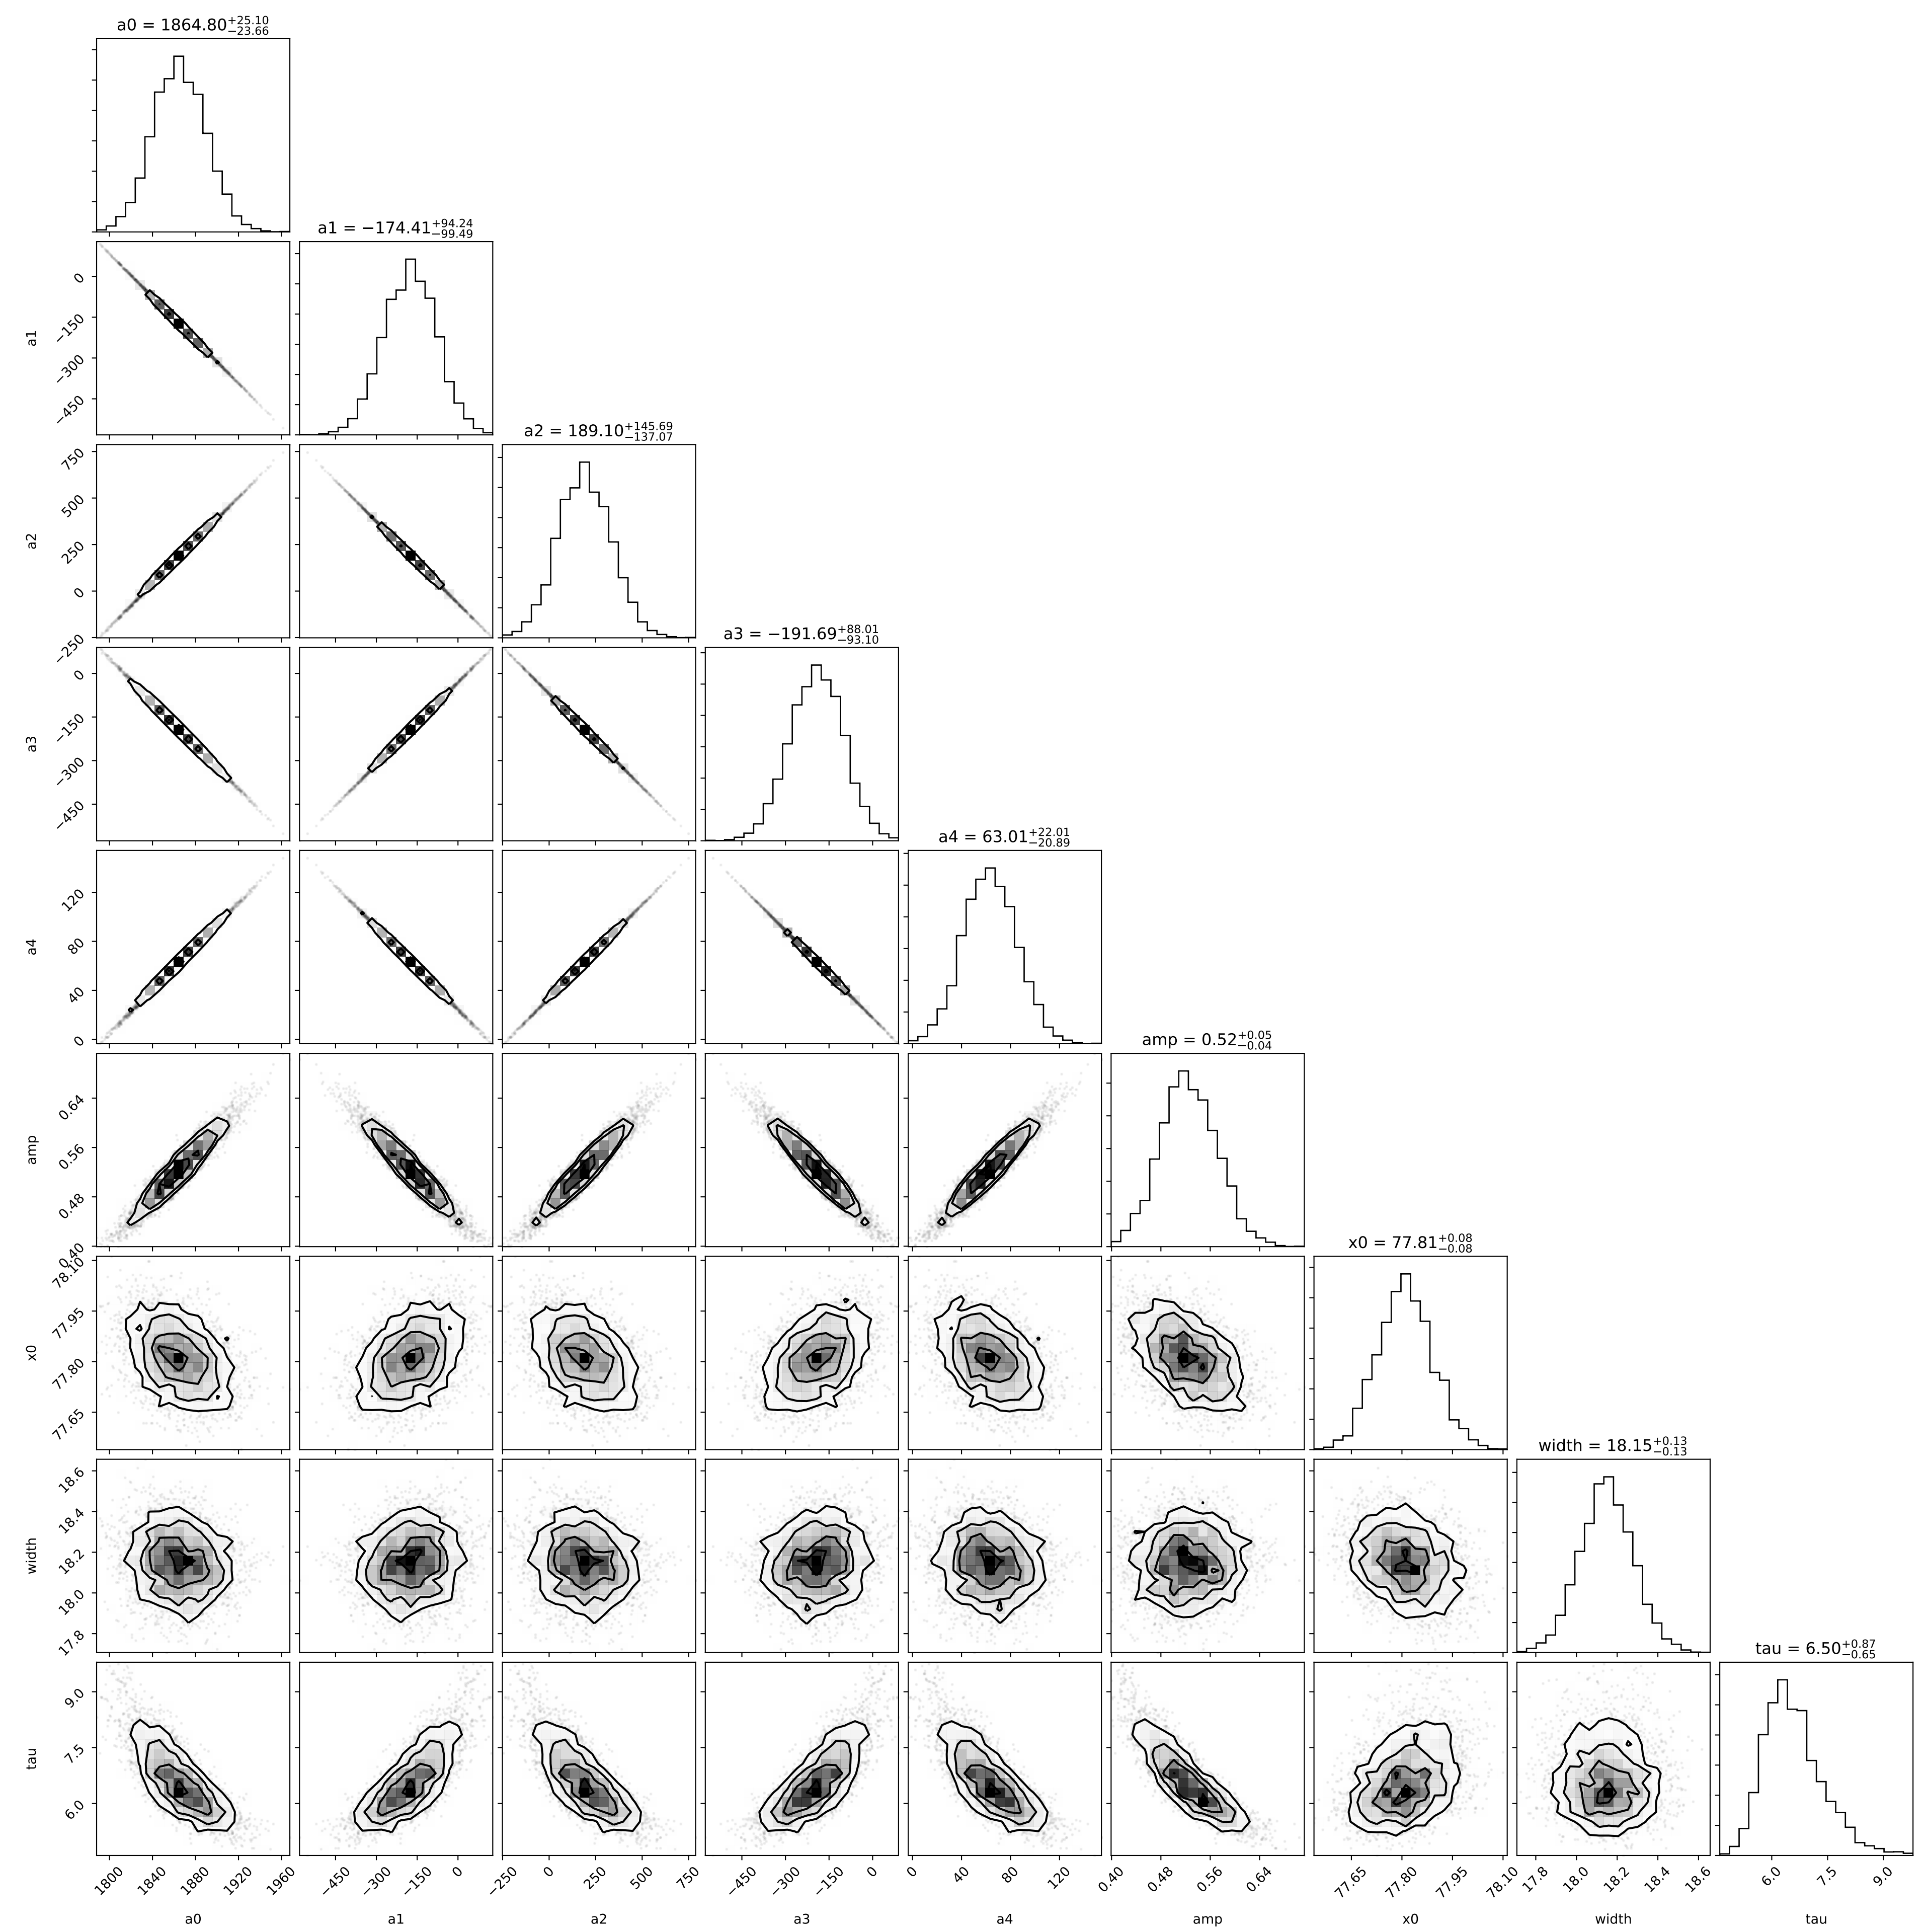 a0 = 1864.80 +25.10 −23.66
a1 = −174.41 +94.24 −99.49
0
−150
−300
−450
a1
a2 = 189.10 +145.69 −137.07
750
500
250
0
−250
a2
a3 = −191.69 +88.01 −93.10
0
−150
−300
−450
a3
a4 = 63.01 +22.01 −20.89
120
80
40
0
a4
amp = 0.52 +0.05 −0.04
0.64
0.56
0.48
0.40
amp
x0 = 77.81 +0.08 −0.08
78.10
77.95
77.80
77.65
x0
width = 18.15 +0.13 −0.13
18.6
18.4
18.2
18.0
17.8
width
tau = 6.50 +0.87 −0.65
9.0
7.5
6.0
tau
1800 1840 1880 1920 1960 −450 −300 −150 0 −250 0 250 500 750 −450 −300 −150 0 0 40 80 120 0.40 0.48 0.56 0.64 77.65 77.80 77.95 78.10 17.8 18.0 18.2 18.4 18.6 6.0 7.5 9.0
a0 a1 a2 a3 a4 amp x0 width tau